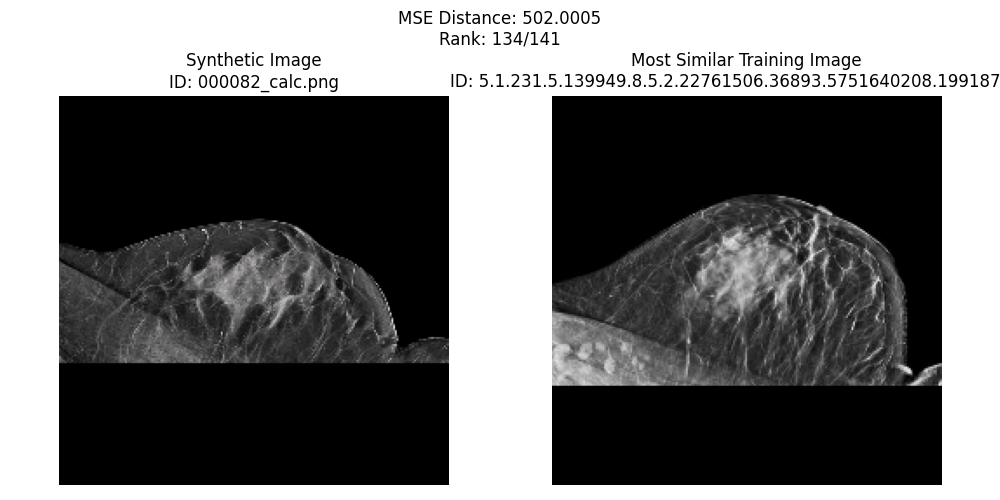 MSE Distance: 502.0005
Rank: 134/141
Synthetic Image
ID: 000082_calc.png
Most Similar Training Image
ID: 5.1.231.5.139949.8.5.2.22761506.36893.5751640208.199187